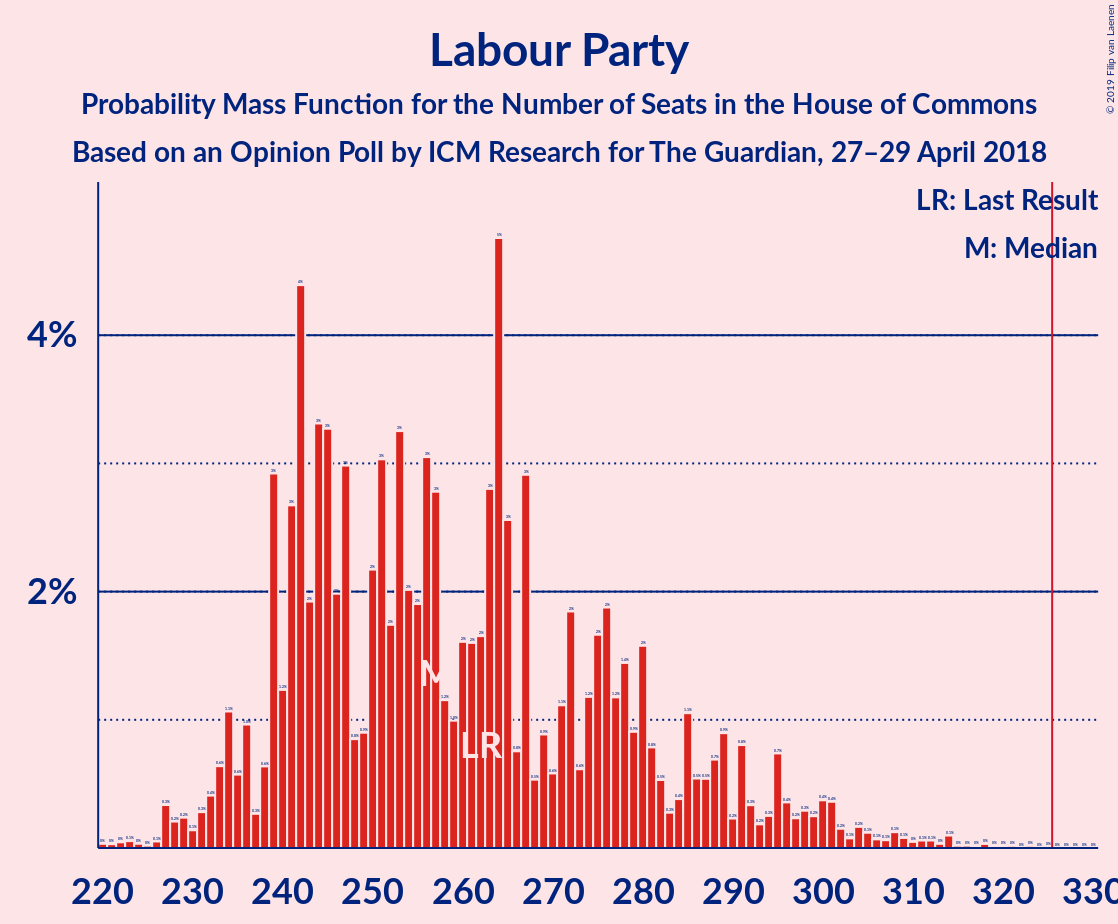 Labour Party
Probability Mass Function for the Number of Seats in the House of Commons
Based on an Opinion Poll by ICM Research for The Guardian, 27–29 April 2018
© 2019 Filip van Laenen
LR: Last Result
M: Median
4%
2%
M
LR
220 230 240 250 260 270 280 290 300 310 320 330